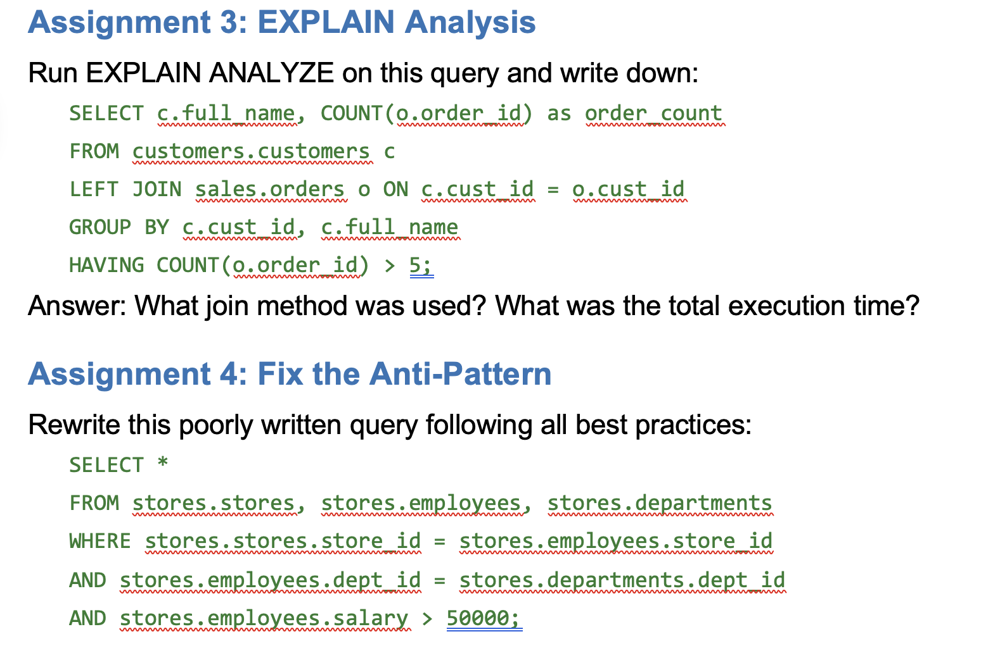 Assignment 3: EXPLAIN Analysis
Run EXPLAIN ANALYZE on this query and write down:
SELECT c.full_name, COUNT(o.order_id) as order_count
FROM customers.customers c
LEFT JOIN sales.orders o ON c.cust_id = o.cust_id
GROUP BY c.cust_id, c.full_name
HAVING COUNT(o.order_id) > 5;
Answer: What join method was used? What was the total execution time?
Assignment 4: Fix the Anti-Pattern
Rewrite this poorly written query following all best practices:
SELECT *
FROM stores.stores, stores.employees, stores.departments
WHERE stores.stores.store_id = stores.employees.store_id
AND stores.employees.dept_id = stores.departments.dept_id
AND stores.employees.salary > 50000;